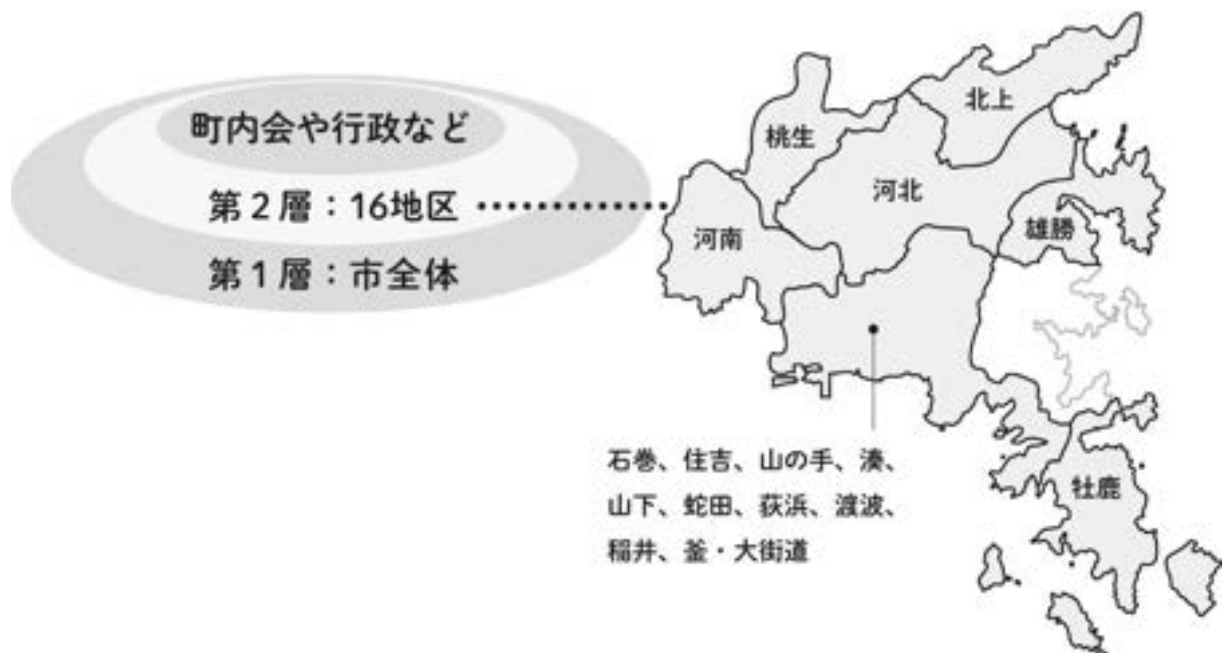 町内会や行政など
第2層：16地区
第1層：市全体
北上
桃生
河北
雄勝
河南
石巻、住吉、山の手、湊、
山下、蛇田、荻浜、渡波、
稲井、釜・大街道
牡鹿